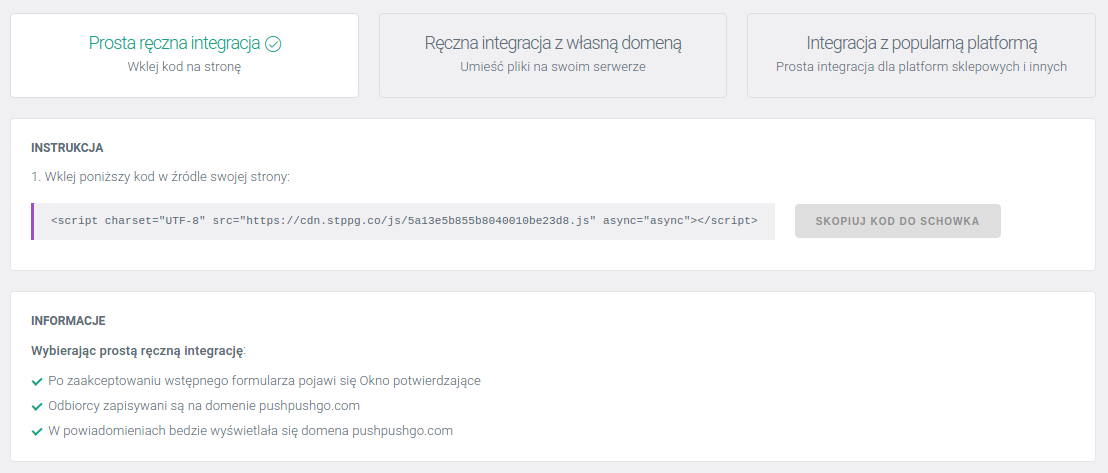 Prosta ręczna integracja
Wklej kod na stronę
Ręczna integracja z własną domeną
Umieść pliki na swoim serwerze
Integracja z popularną platformą
Prosta integracja dla platform sklepowych i innych
INSTRUKCJA
1. Wklej poniższy kod w źródle swojej strony:
<script charset="UTF-8" src="https://cdn.stppg.co/js/5a13e5b855b8040010be23d8.js" async="async"></script>
SKOPIUJ KOD DO SCHOWKA
INFORMACJE
Wybierając prostą ręczną integrację:
Po zaakceptowaniu wstępnego formularza pojawi się Okno potwierdzające
Odbiorcy zapisywani są na domenie pushpushgo.com
W powiadomieniach bedzie wyświetlała się domena pushpushgo.com